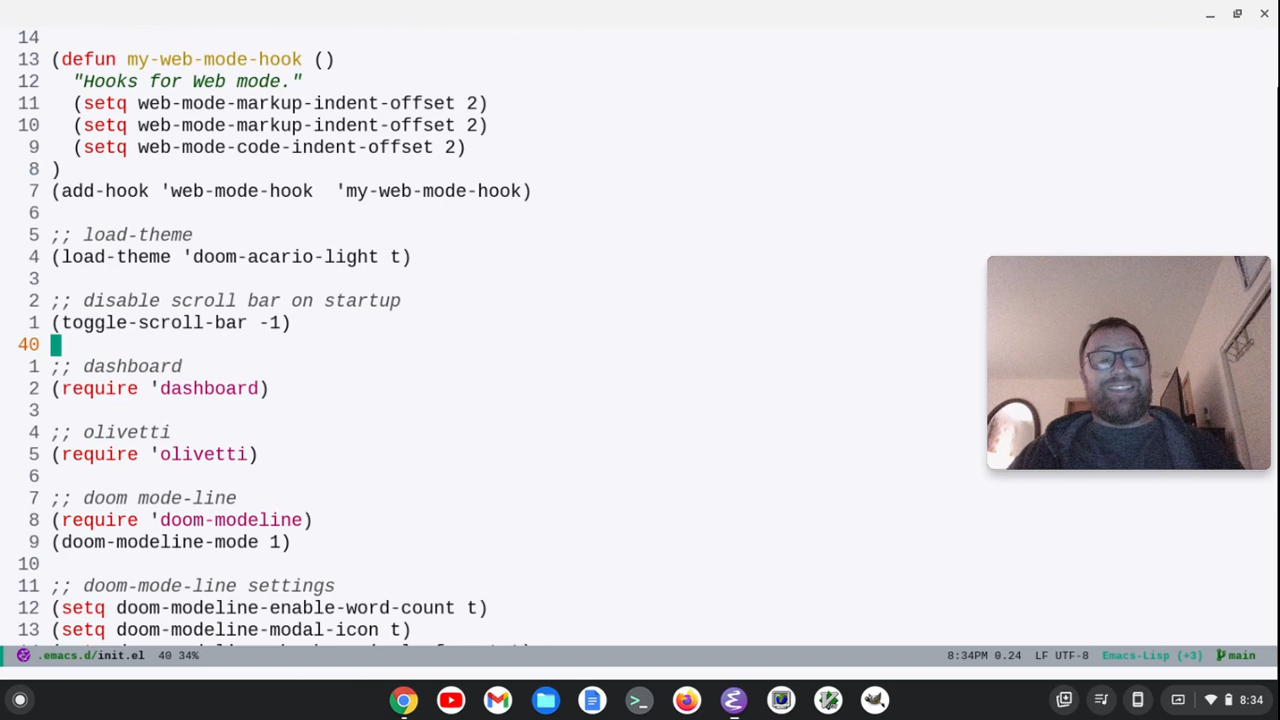 14
13 (defun my-web-mode-hook ()
12   "Hooks for Web mode."
11   (setq web-mode-markup-indent-offset 2)
10   (setq web-mode-markup-indent-offset 2)
9   (setq web-mode-code-indent-offset 2)
8 )
7 (add-hook 'web-mode-hook  'my-web-mode-hook)
6
5 ;; load-theme
4 (load-theme 'doom-acario-light t)
3
2 ;; disable scroll bar on startup
1 (toggle-scroll-bar -1)
40
1 ;; dashboard
2 (require 'dashboard)
3
4 ;; olivetti
5 (require 'olivetti)
6
7 ;; doom mode-line
8 (require 'doom-modeline)
9 (doom-modeline-mode 1)
10
11 ;; doom-mode-line settings
12 (setq doom-modeline-enable-word-count t)
13 (setq doom-modeline-modal-icon t)
.emacs.d/init.el 40 34% 8:34PM 0.24 LF UTF-8 Emacs-Lisp (+3) main
8:34